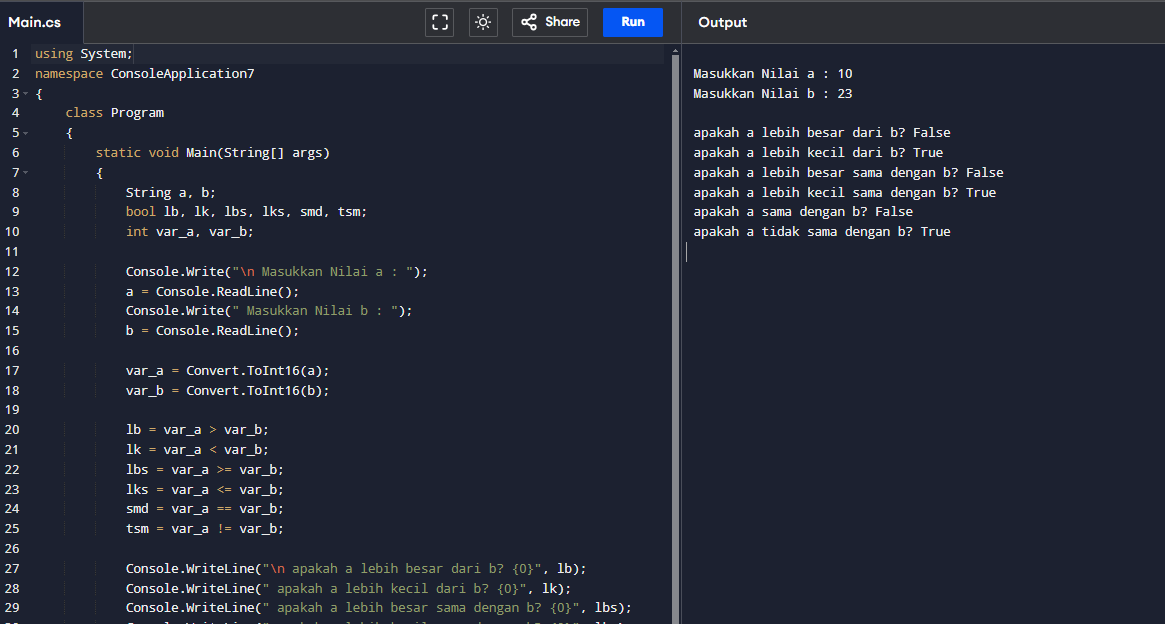 Main.cs
Share
Run
Output
1 using System;
2 namespace ConsoleApplication7
3 {
4 class Program
5 {
6 static void Main(String[] args)
7 {
8 String a, b;
9 bool lb, lk, lbs, lks, smd, tsm;
10 int var_a, var_b;
11
12 Console.Write("\n Masukkan Nilai a : ");
13 a = Console.ReadLine();
14 Console.Write(" Masukkan Nilai b : ");
15 b = Console.ReadLine();
16
17 var_a = Convert.ToInt16(a);
18 var_b = Convert.ToInt16(b);
19
20 lb = var_a > var_b;
21 lk = var_a < var_b;
22 lbs = var_a >= var_b;
23 lks = var_a <= var_b;
24 smd = var_a == var_b;
25 tsm = var_a != var_b;
26
27 Console.WriteLine("\n apakah a lebih besar dari b? {0}", lb);
28 Console.WriteLine(" apakah a lebih kecil dari b? {0}", lk);
29 Console.WriteLine(" apakah a lebih besar sama dengan b? {0}", lbs);
Masukkan Nilai a : 10
Masukkan Nilai b : 23
apakah a lebih besar dari b? False
apakah a lebih kecil dari b? True
apakah a lebih besar sama dengan b? False
apakah a lebih kecil sama dengan b? True
apakah a sama dengan b? False
apakah a tidak sama dengan b? True